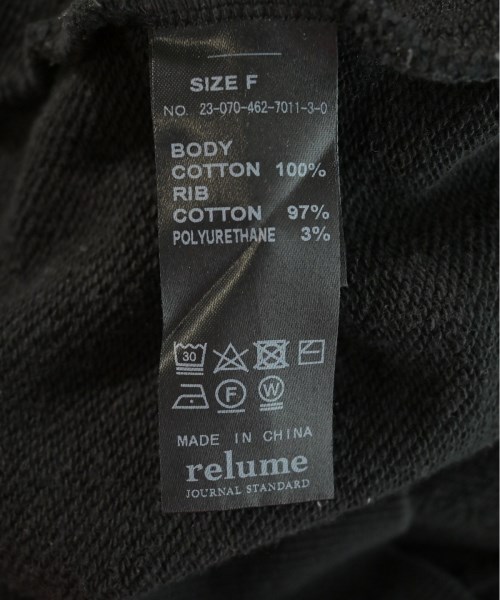 SIZE F
NO. 23-070-462-7011-3-0
BODY
COTTON 100%
RIB
COTTON 97%
POLYURETHANE 3%
30
F W
MADE IN CHINA
relume
JOURNAL STANDARD